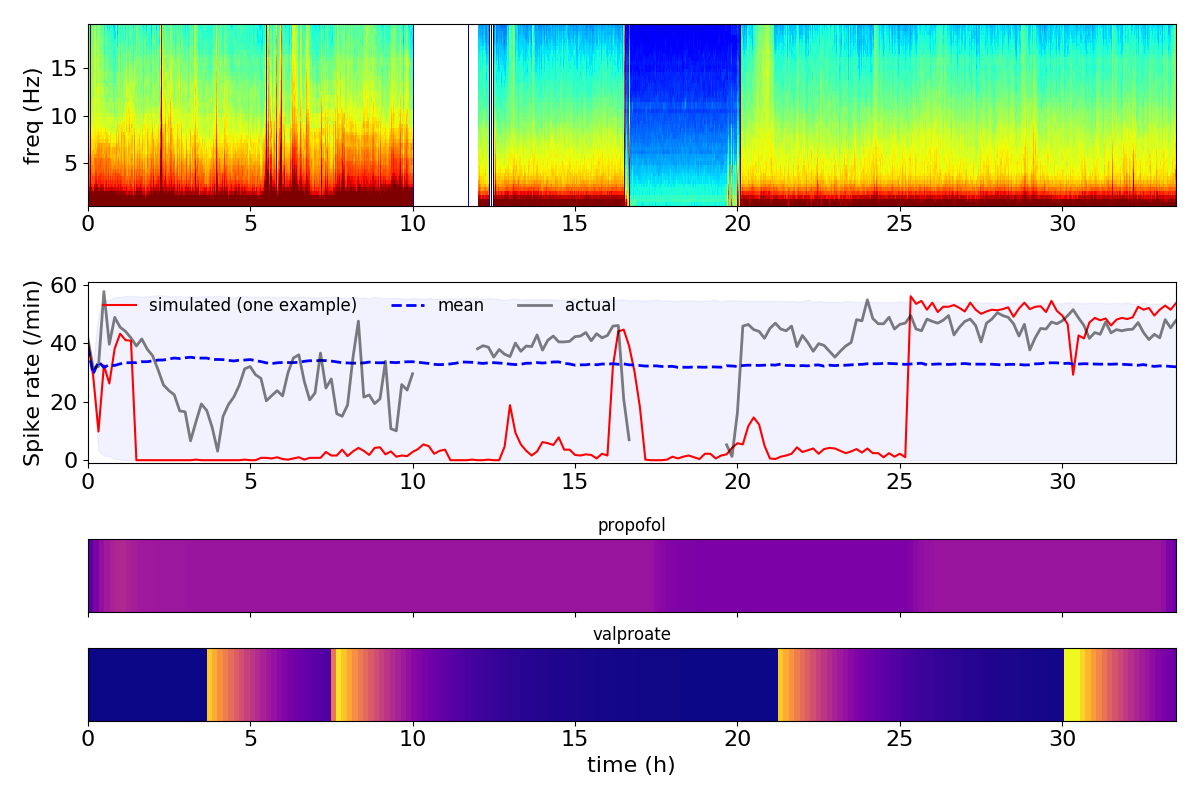 freq (Hz)
15
10
5
0 5 10 15 20 25 30
Spike rate (/min)
60
40
20
0
simulated (one example) mean actual
0 5 10 15 20 25 30
propofol
valproate
0 5 10 15 20 25 30
time (h)